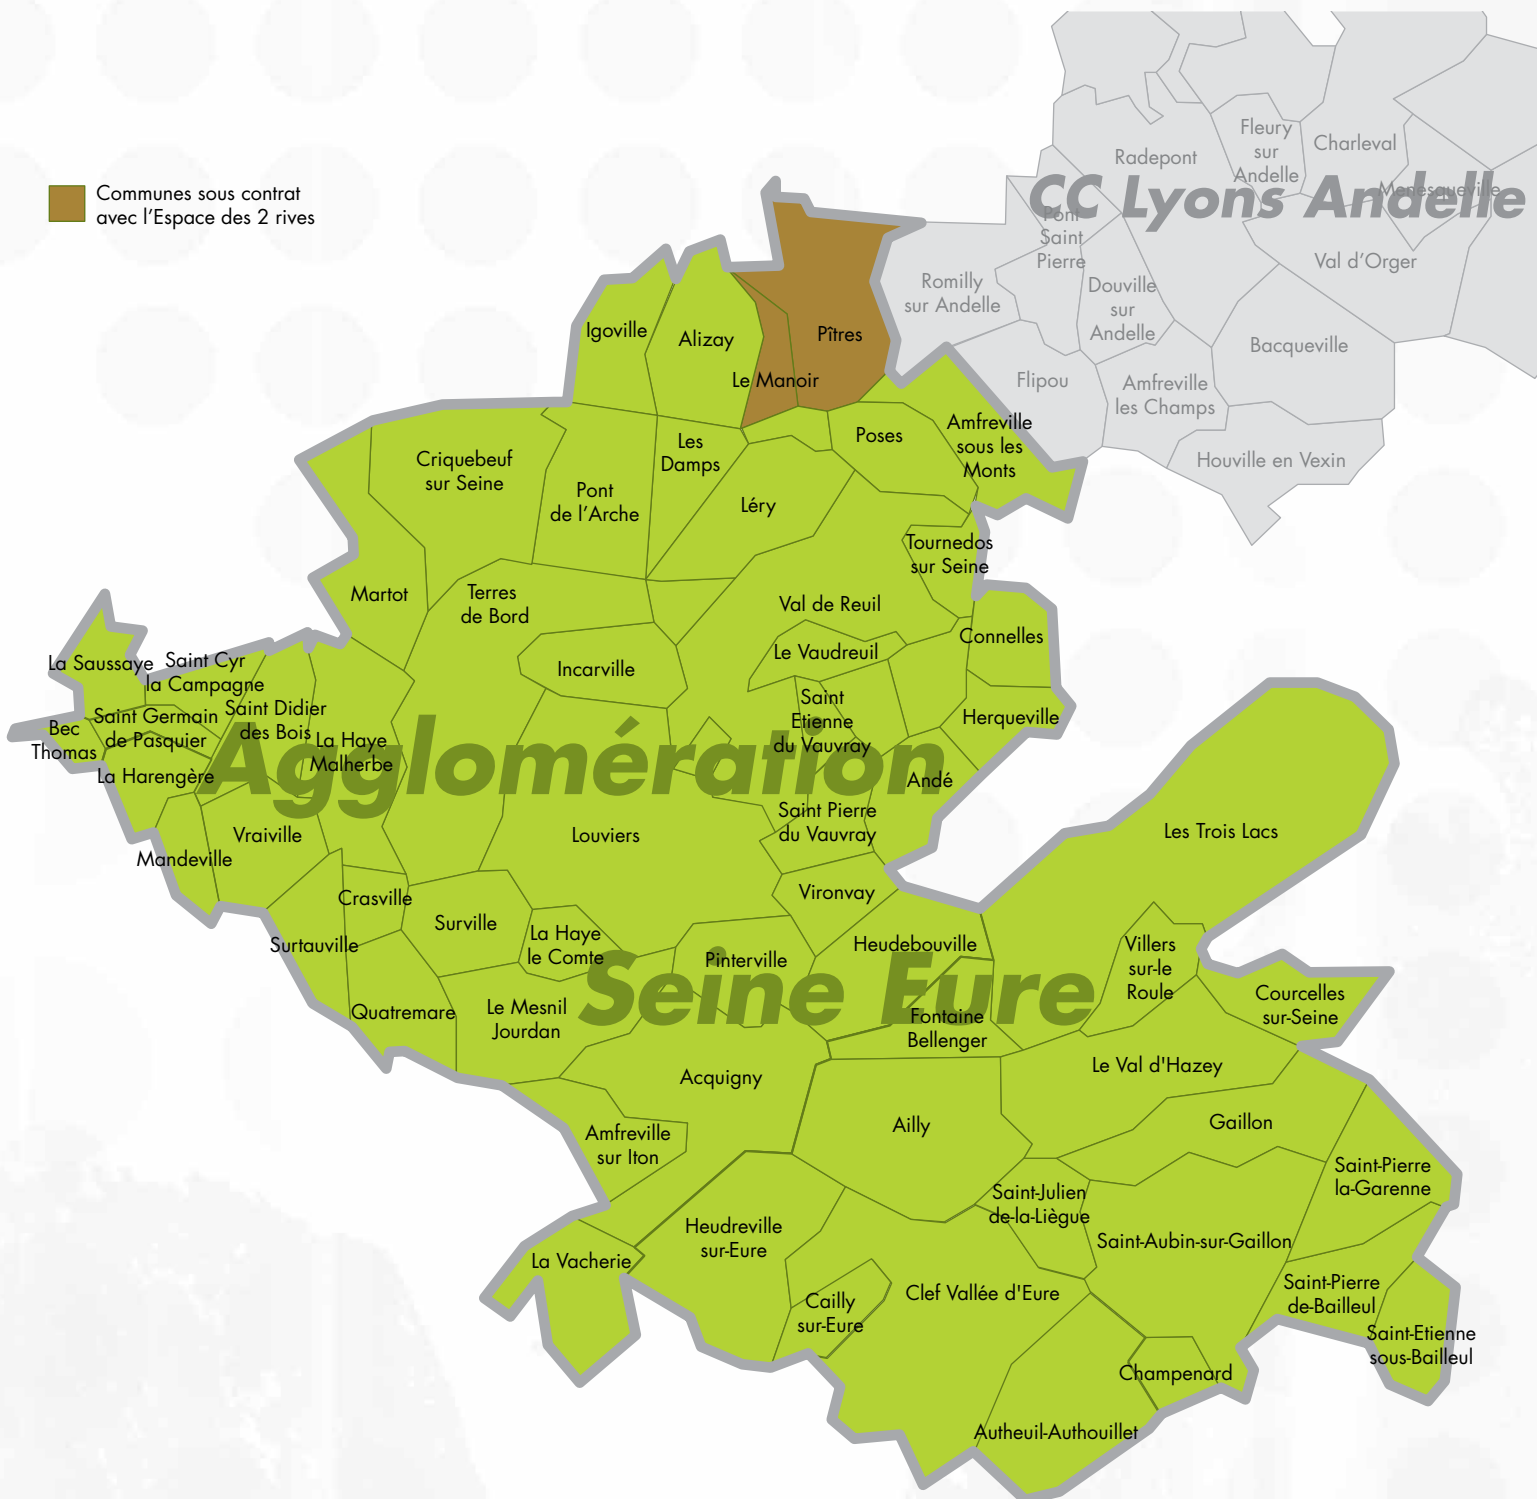 Communes sous contrat
avec l’Espace des 2 rives
Fleury
sur
Andelle
Charleval
Radepont
CC Lyons Andelle
Menesqueville
Pont
Saint
Pierre
Val d’Orger
Romilly
sur Andelle
Douville
sur
Andelle
Bacqueville
Flipou
Amfreville
les Champs
Houville en Vexin
Igoville
Alizay
Pîtres
Le Manoir
Amfreville
sous les
Monts
Poses
Les
Damps
Criquebeuf
sur Seine
Pont
de l’Arche
Léry
Tournedos
sur Seine
Martot
Terres
de Bord
Val de Reuil
Connelles
Le Vaudreuil
Incarville
La Saussaye
Saint Cyr
la Campagne
Saint Germain
de Pasquier
Saint Didier
des Bois
Bec
Thomas
La Haye
Malherbe
La Harengère
Saint
Etienne
du Vauvray
Herqueville
Agglomération
Andé
Saint Pierre
du Vauvray
Louviers
Vraiville
Mandeville
Les Trois Lacs
Crasville
Vironvay
Surville
La Haye
le Comte
Surtauville
Heudebouville
Pinterville
Villers
sur-le
Roule
Seine Eure
Courcelles
sur-Seine
Quatremare
Le Mesnil
Jourdan
Fontaine
Bellenger
Acquigny
Le Val d'Hazey
Ailly
Gaillon
Amfreville
sur Iton
Saint-Pierre
la-Garenne
Saint-Julien
de-la-Liègue
Heudreville
sur-Eure
Saint-Aubin-sur-Gaillon
La Vacherie
Clef Vallée d'Eure
Saint-Pierre
de-Bailleul
Cailly
sur-Eure
Saint-Etienne
sous-Bailleul
Champenard
Autheuil-Authouillet